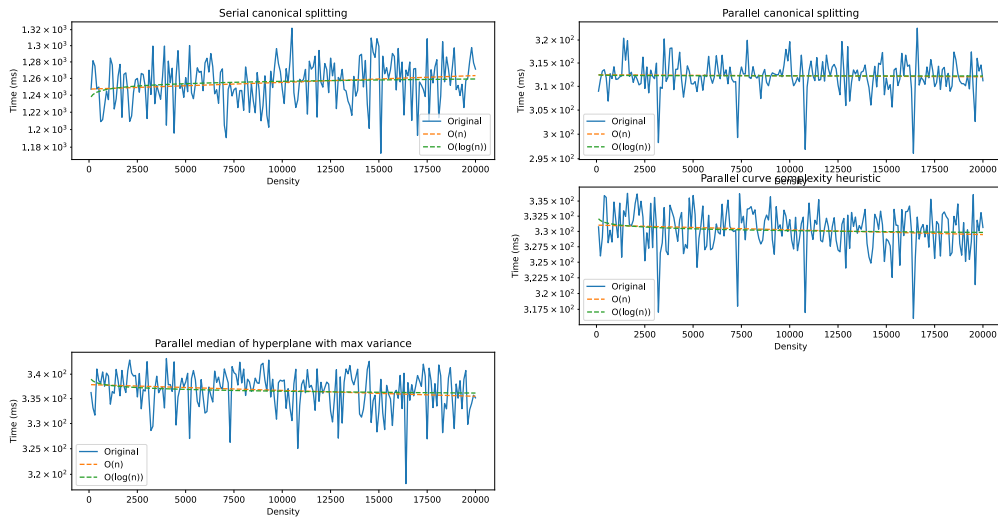 Serial canonical splitting
1.32 × 10³
1.3 × 10³
1.28 × 10³
1.26 × 10³
1.24 × 10³
1.22 × 10³
1.2 × 10³
1.18 × 10³
Time (ms)
Original
O(n)
O(log(n))
0 2500 5000 7500 10000 12500 15000 17500 20000
Density
Parallel canonical splitting
3,2 × 10²
3.15 × 10²
3.1 × 10²
3.05 × 10²
3 × 10²
2.95 × 10²
Time (ms)
Original
O(n)
O(log(n))
0 2500 5000 7500 10000 12500 15000 17500 20000
Density
Parallel curve complexity heuristic
3.35 × 10²
3.325 × 10²
3.3 × 10²
3.275 × 10²
3.25 × 10²
3.225 × 10²
3.2 × 10²
3.175 × 10²
Time (ms)
Original
O(n)
O(log(n))
0 2500 5000 7500 10000 12500 15000 17500 20000
Density
Parallel median of hyperplane with max variance
3,4 × 10²
3.35 × 10²
3.3 × 10²
3.25 × 10²
3.2 × 10²
Time (ms)
Original
O(n)
O(log(n))
0 2500 5000 7500 10000 12500 15000 17500 20000
Density